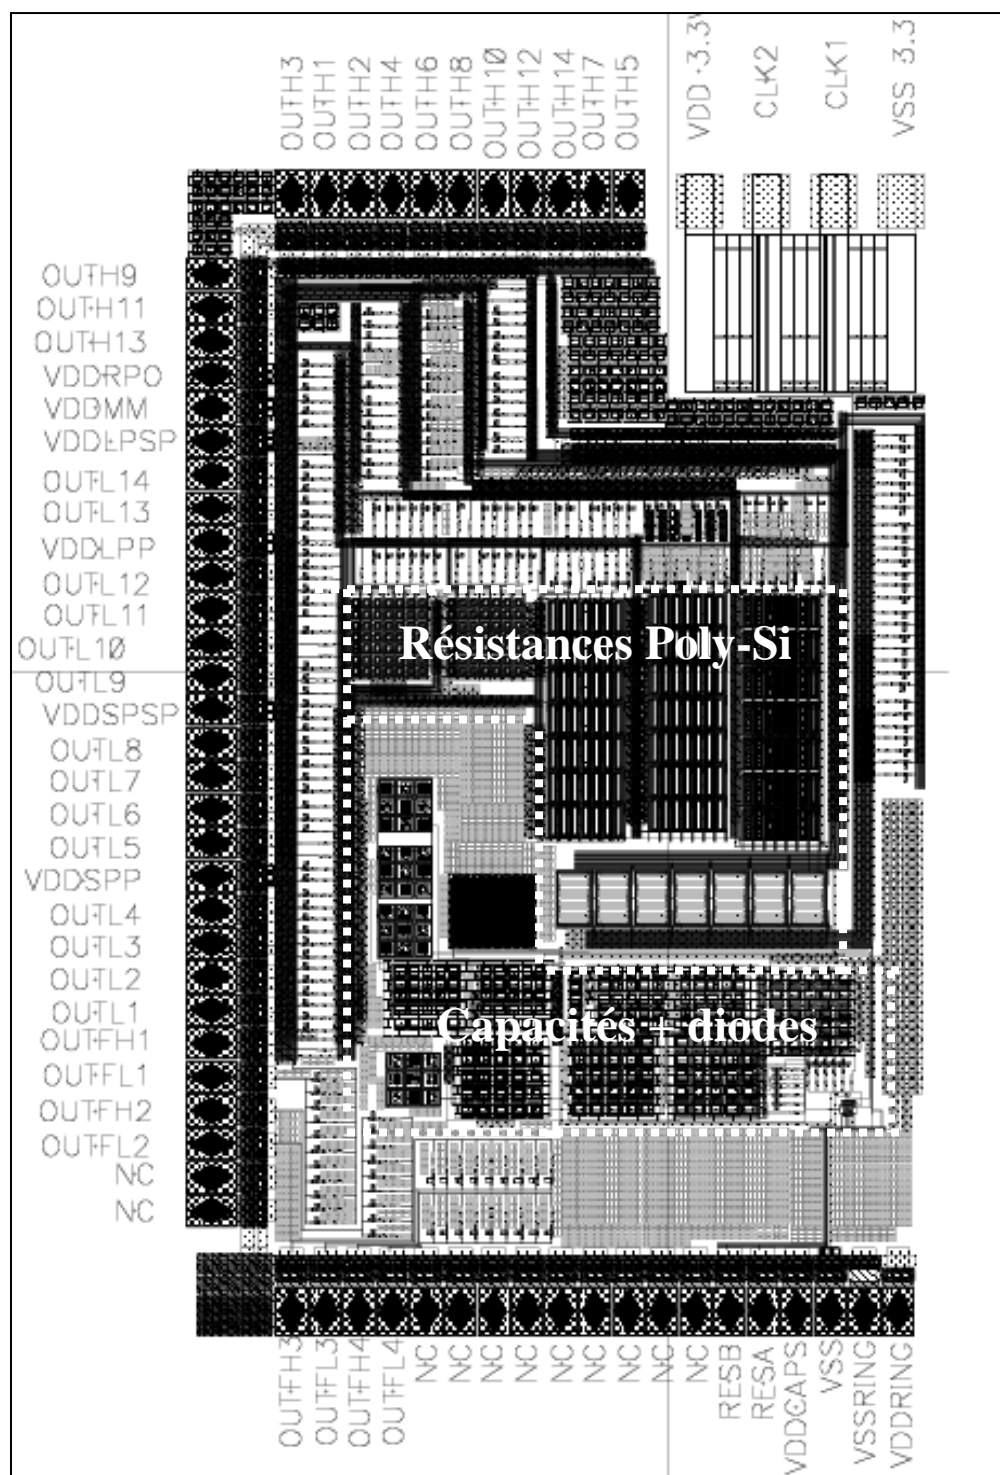 OUTH3
OUTH1
OUTH2
OUTH4
OUTH6
OUTH8
OUTH10
OUTH12
OUTH14
OUTH7
OUTH5
VDD 3.3V
CLK2
CLK1
VSS 3.3
OUTH9
OUTH11
OUTH13
VDDRPO
VDDMM
VDDLPSP
OUTL14
OUTL13
VDDLPP
OUTL12
OUTL11
OUTL10
OUTL9
VDDSPSP
OUTL8
OUTL7
OUTL6
OUTL5
VDDSPP
OUTL4
OUTL3
OUTL2
OUTL1
OUTFH1
OUTFL1
OUTFH2
OUTFL2
NC
NC
Résistances Poly-Si
Capacités + diodes
OUTFH3
OUTFL3
OUTFH4
OUTFL4
NC
NC
NC
NC
NC
NC
NC
NC
NC
RESB
RESA
VDDCAPS
VSS
VSSRING
VDDRING